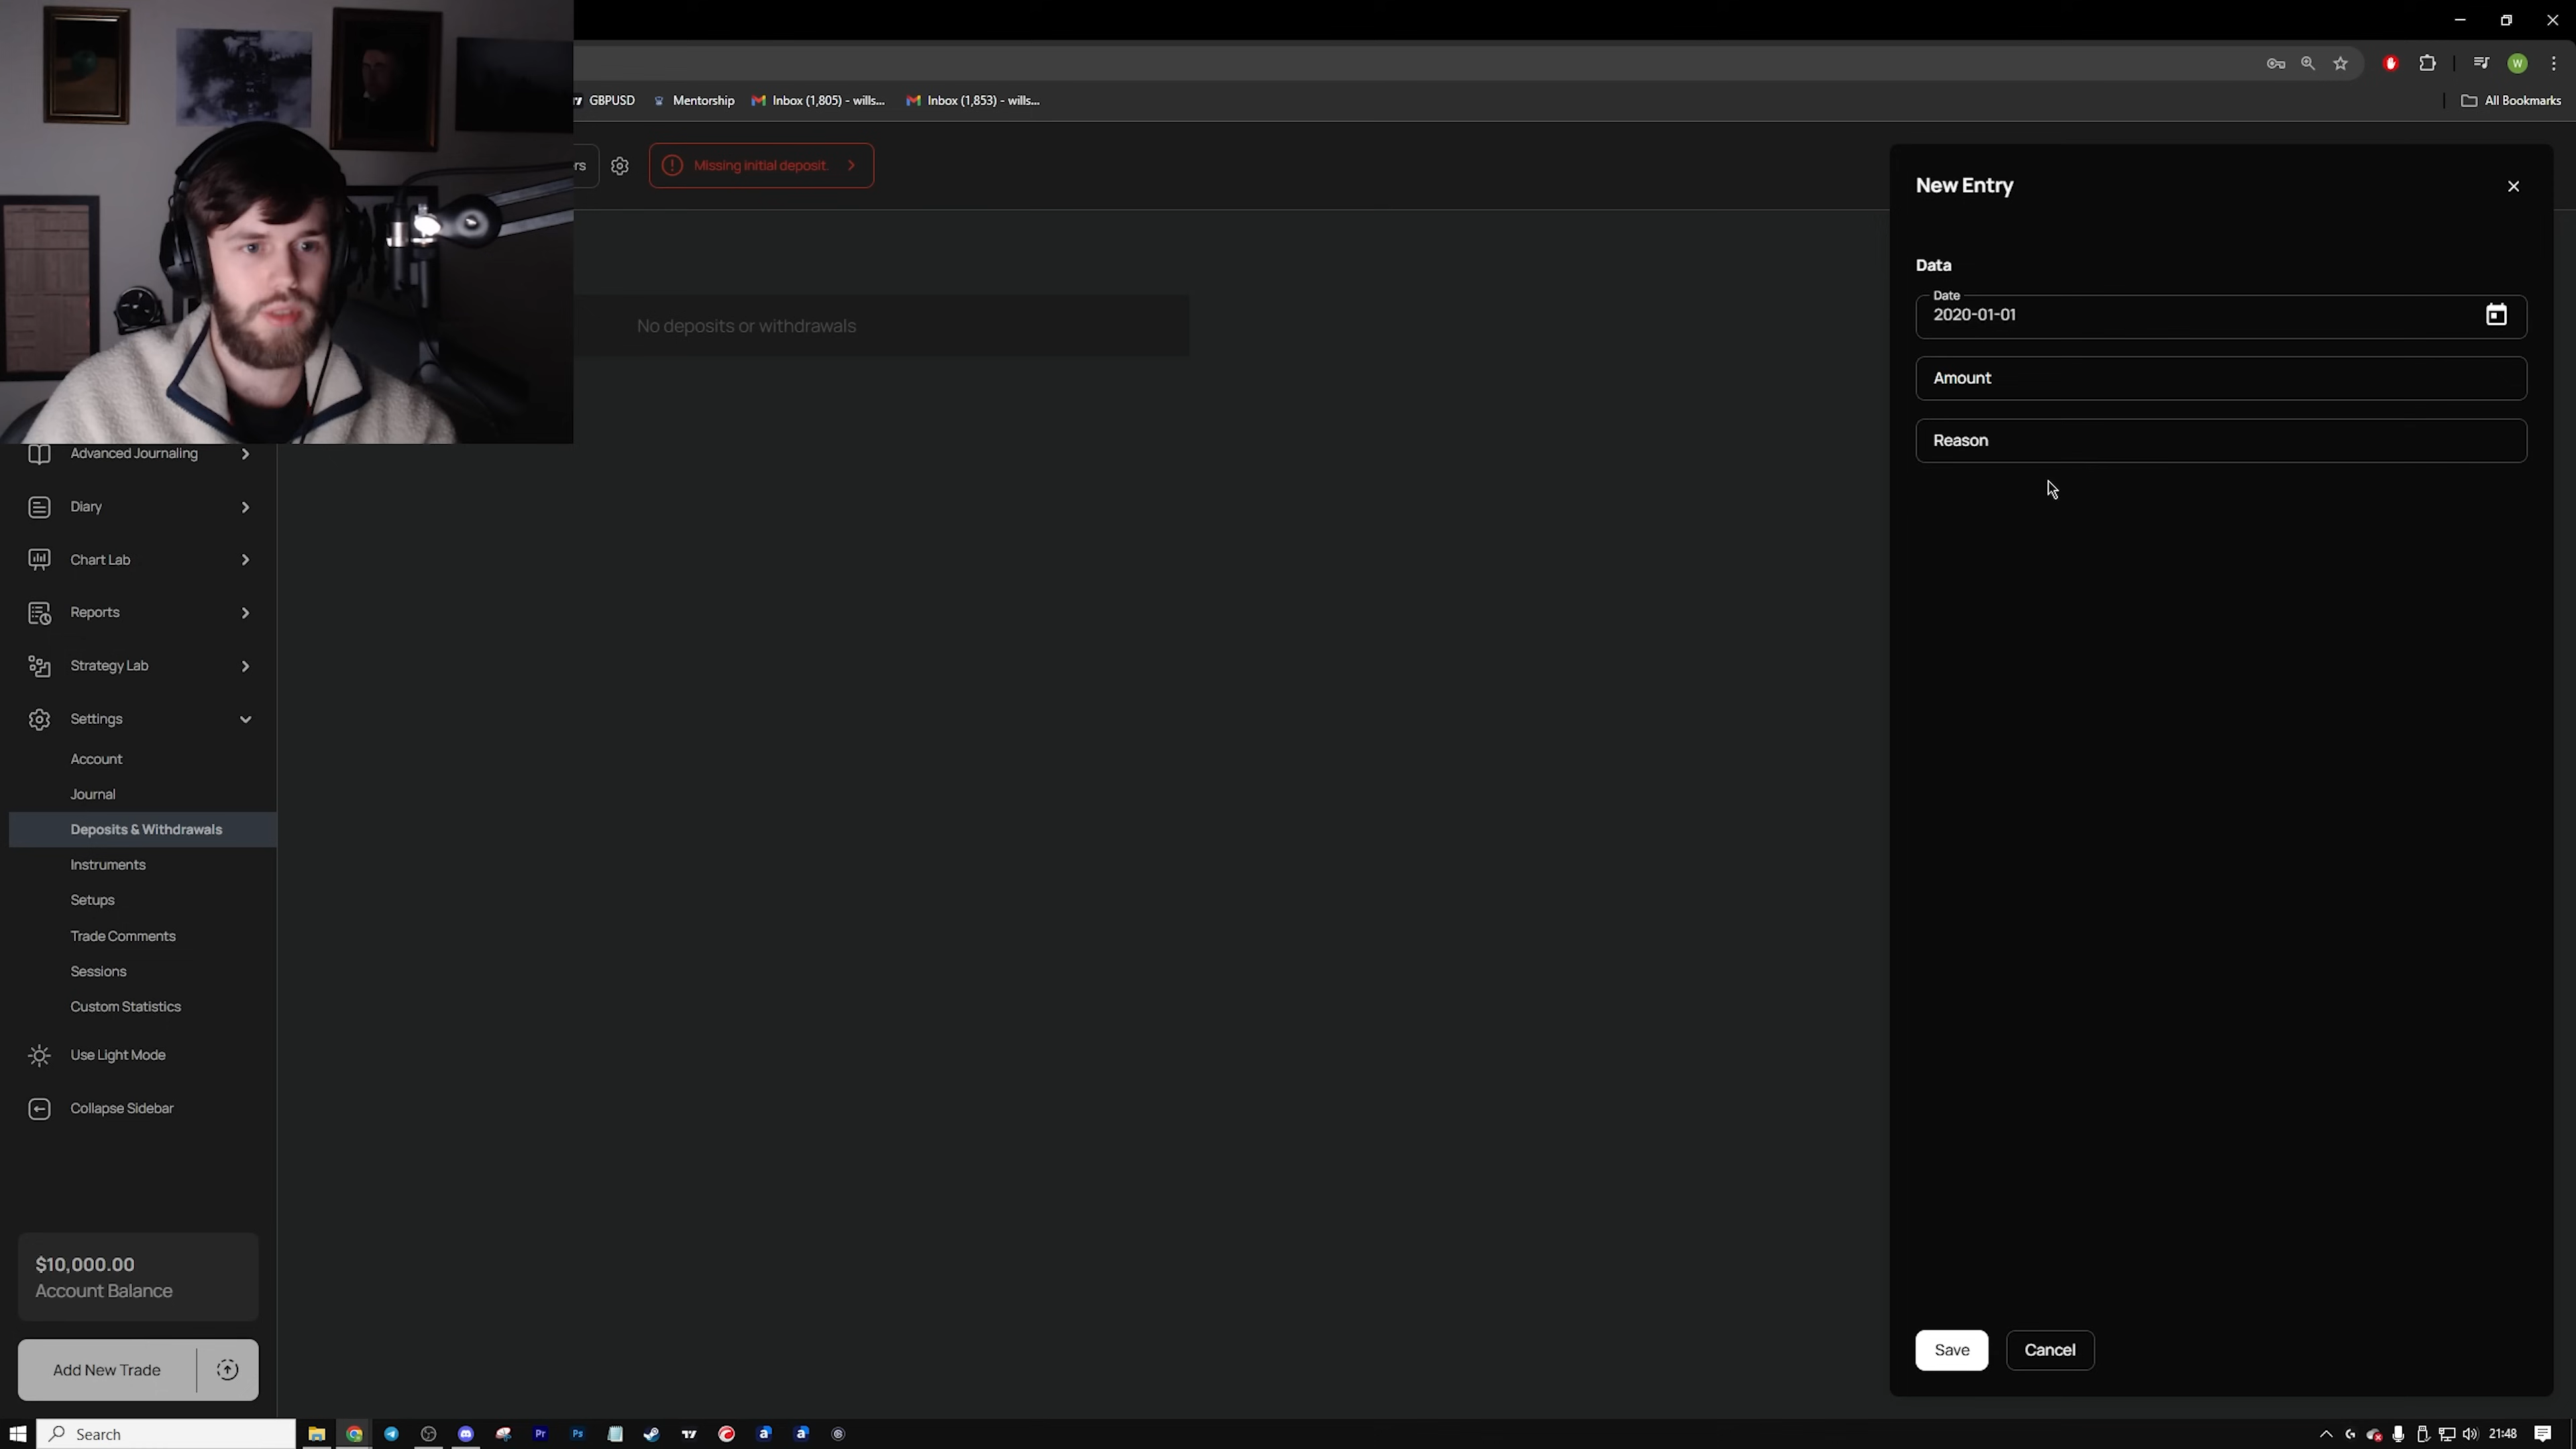 GBPUSD
Mentorship
Inbox (1,805) - wills...
Inbox (1,853) - wills...
All Bookmarks
W
rs
Missing initial deposit.
No deposits or withdrawals
New Entry
Data
Date
2020-01-01
Amount
Reason
Save
Cancel
Advanced Journaling
Diary
Chart Lab
Reports
Strategy Lab
Settings
Account
Journal
Deposits & Withdrawals
Instruments
Setups
Trade Comments
Sessions
Custom Statistics
Use Light Mode
Collapse Sidebar
$10,000.00
Account Balance
Add New Trade
Search
Pr
Ps
21:48